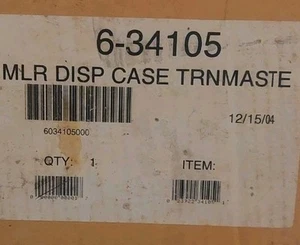 6-34105
MLR DISP CASE TRNMASTE
12/15/04
6034105000
QTY: 1 ITEM: